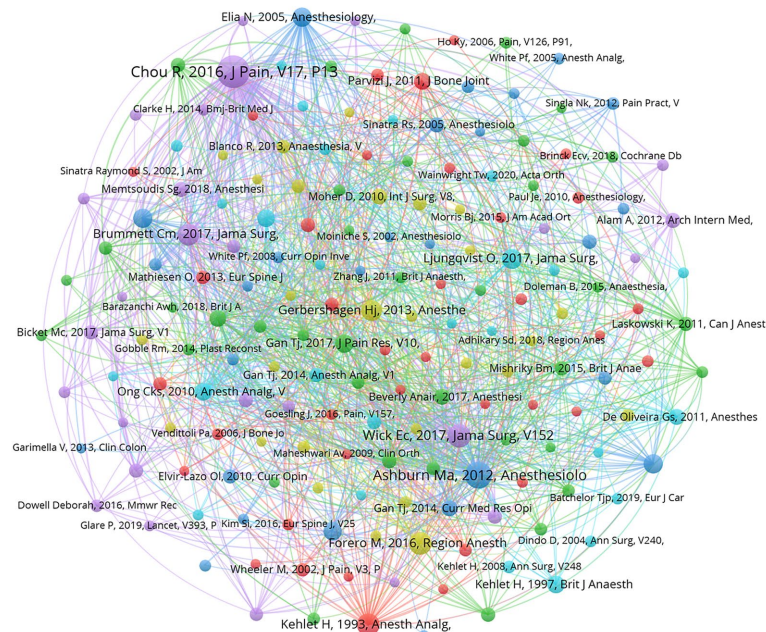 Elia N, 2005, Anesthesiology,
Ho Ky, 2006, Pain, V126, P91,
White Pf, 2005, Anesth Analg,
Chou R, 2016, J Pain, V17, P13
Parvizi J, 2011, J Bone Joint
Clarke H, 2014, Bmj-Brit Med J
Singla Nk, 2012, Pain Pract, V
Sinatra Rs, 2005, Anesthesiolo
Blanco R, 2013, Anaesthesia, V
Brinck Ecv, 2018, Cochrane Db
Sinatra Raymond S, 2002, J Am
Wainwright Tw, 2020, Acta Orth
Memtsoudis Sg, 2018, Anesthesi
Moher D, 2010, Int J Surg, V8,
Paul Je, 2010, Anesthesiology,
Morris Bj, 2015, J Am Acad Ort
Alam A, 2012, Arch Intern Med,
Brummett Cm, 2017, Jama Surg,
Moiniche S, 2002, Anesthesiolo
White Pf, 2008, Curr Opin Inve
Ljungqvist O, 2017, Jama Surg,
Mathiesen O, 2013, Eur Spine J
Zhang J, 2011, Brit J Anaesth,
Doleman B, 2015, Anaesthesia,
Barazanchi Awh, 2018, Brit J A
Gerbershagen Hj, 2013, Anesthe
Laskowski K, 2011, Can J Anest
Bicket Mc, 2017, Jama Surg, V1
Gobble Rm, 2014, Plast Reconst
Gan Tj, 2017, J Pain Res, V10,
Adhikary Sd, 2018, Region Anes
Mishriky Bm, 2015, Brit J Anae
Gan Tj, 2014, Anesth Analg, V1
Ong Cks, 2010, Anesth Analg, V
Beverly Anair, 2017, Anesthesi
Goesling J, 2016, Pain, V157,
De Oliveira Gs, 2011, Anesthes
Vendittoli Pa, 2006, J Bone Jo
Wick Ec, 2017, Jama Surg, V152
Garimella V, 2013, Clin Colon
Maheshwari Av, 2009, Clin Orth
Elvir-Lazo Ol, 2010, Curr Opin
Ashburn Ma, 2012, Anesthesiolo
Batchelor Tjp, 2019, Eur J Car
Dowell Deborah, 2016, Mmwr Rec
Gan Tj, 2014, Curr Med Res Opi
Glare P, 2019, Lancet, V393, P
Kim Si, 2016, Eur Spine J, V25
Forero M, 2016, Region Anesth
Dindo D, 2004, Ann Surg, V240,
Wheeler M, 2002, J Pain, V3, P
Kehlet H, 2008, Ann Surg, V248
Kehlet H, 1997, Brit J Anaesth
Kehlet H, 1993, Anesth Analg,